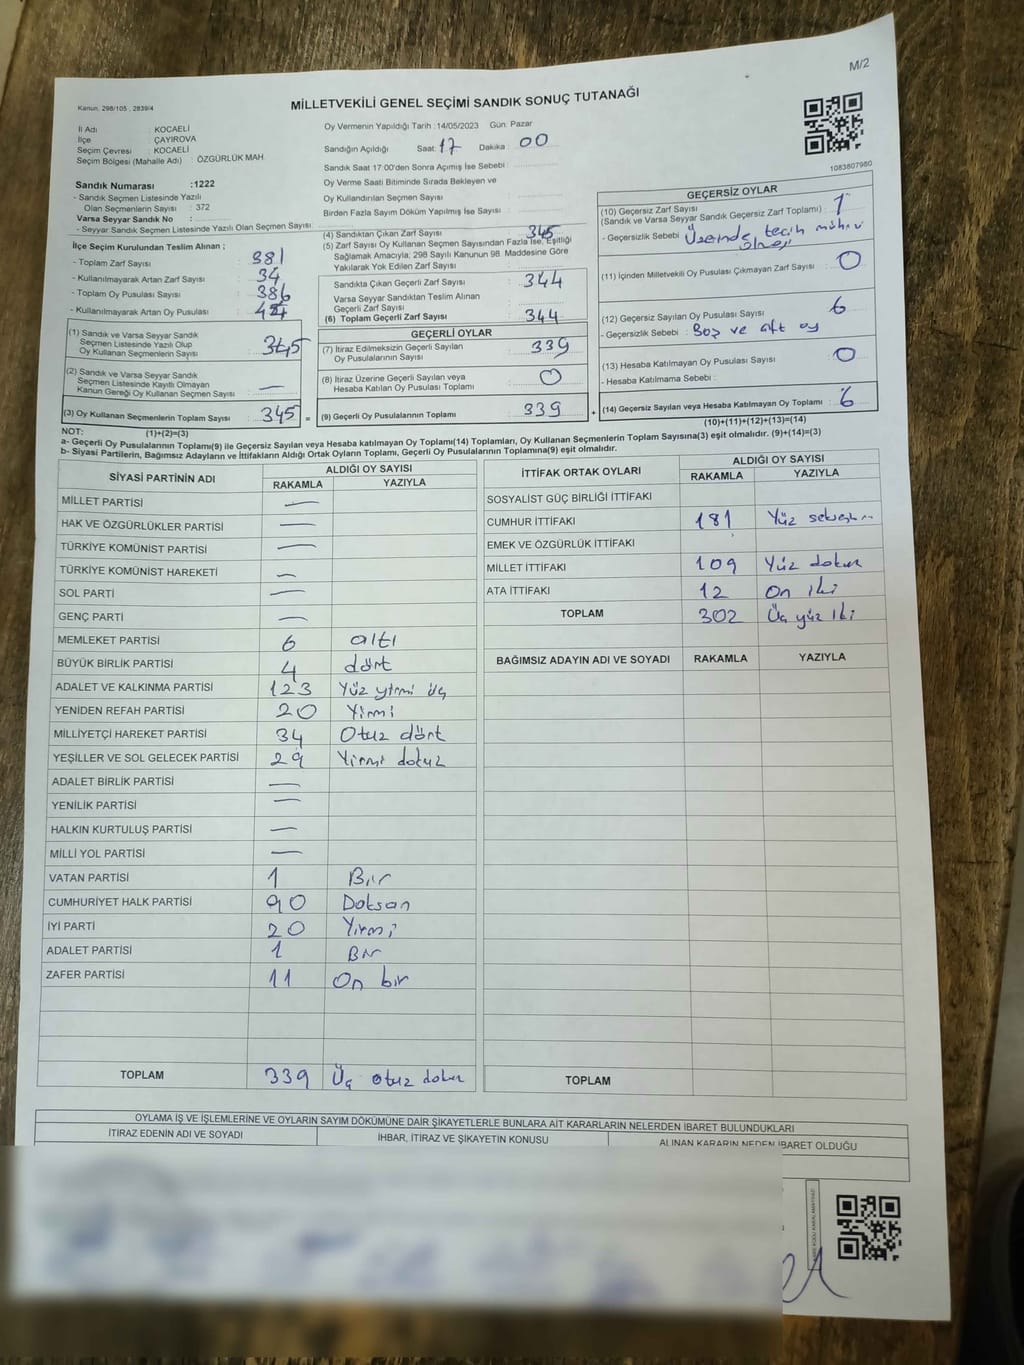 M/2
Kanun, 298/105 , 2839/4
MİLLETVEKİLİ GENEL SEÇİMİ SANDIK SONUÇ TUTANAĞI
İl Adı : KOCAELİ
İlçe : ÇAYIROVA
Seçim Çevresi : KOCAELİ
Seçim Bölgesi (Mahalle Adı) : ÖZGÜRLÜK MAH.
Sandık Numarası :1222
- Sandık Seçmen Listesinde Yazılı
Olan Seçmenlerin Sayısı : 372
Varsa Seyyar Sandık No :
- Seyyar Sandık Seçmen Listesinde Yazılı Olan Seçmen Sayısı :
Oy Vermenin Yapıldığı Tarih :14/05/2023 Gün: Pazar
Sandığın Açıldığı Saat: 17 Dakika 00
Sandık Saat 17:00'den Sonra Açımış İse Sebebi :
Oy Verme Saati Bitiminde Sırada Bekleyen ve
Oy Kullandırılan Seçmen Sayısı :
Birden Fazla Sayım Döküm Yapılmış İse Sayısı :
1083807980
İlçe Seçim Kurulundan Teslim Alınan ;
- Toplam Zarf Sayısı : 381
- Kullanılmayarak Artan Zarf Sayısı : 34
- Toplam Oy Pusulası Sayısı : 386
- Kullanılmayarak Artan Oy Pusulası :
(1) Sandık ve Varsa Seyyar Sandık
Seçmen Listesinde Yazılı Olup
Oy Kullanan Seçmenlerin Sayısı : 345
(2) Sandık ve Varsa Seyyar Sandık
Seçmen Listesinde Kayıtlı Olmayan
Kanun Gereği Oy Kullanan Seçmen Sayısı : —
(3) Oy Kullanan Seçmenlerin Toplam Sayısı : 345 =
(4) Sandıktan Çıkan Zarf Sayısı : 345
(5) Zarf Sayısı Oy Kullanan Seçmen Sayısından Fazla İse, Eşitliği
Sağlamak Amacıyla, 298 Sayılı Kanunun 98. Maddesine Göre
Yakılarak Yok Edilen Zarf Sayısı :
Sandıkta Çıkan Geçerli Zarf Sayısı : 344
Varsa Seyyar Sandıktan Teslim Alınan
Geçerli Zarf Sayısı :
(6) Toplam Geçerli Zarf Sayısı : 344
GEÇERLİ OYLAR
(7) İtiraz Edilmeksizin Geçerli Sayılan
Oy Pusulalarının Sayısı : 339
(8) İtiraz Üzerine Geçerli Sayılan veya
Hesaba Katılan Oy Pusulası Toplamı : 0
(9) Geçerli Oy Pusulalarının Toplamı : 339 +
GEÇERSİZ OYLAR
(10) Geçersiz Zarf Sayısı
(Sandık ve Varsa Seyyar Sandık Geçersiz Zarf Toplamı) : 1
- Geçersizlik Sebebi : Üzerinde
(11) İçinden Milletvekili Oy Pusulası Çıkmayan Zarf Sayısı : 0
(12) Geçersiz Sayılan Oy Pusulası Sayısı : 6
- Geçersizlik Sebebi : Boş ve çift oy
(13) Hesaba Katılmayan Oy Pusulası Sayısı : 0
- Hesaba Katılmama Sebebi :
(14) Geçersiz Sayılan veya Hesaba Katılmayan Oy Toplamı : 6
NOT: (1)+(2)=(3)
(10)+(11)+(12)+(13)=(14)
a- Geçerli Oy Pusulalarının Toplamı(9) ile Geçersiz Sayılan veya Hesaba katılmayan Oy Toplamı(14) Toplamları, Oy Kullanan Seçmenlerin Toplam Sayısına(3) eşit olmalıdır. (9)+(14)=(3)
b- Siyasi Partilerin, Bağımsız Adayların ve İttifakların Aldığı Ortak Oyların Toplamı, Geçerli Oy Pusulalarının Toplamına(9) eşit olmalıdır.
SİYASİ PARTİNİN ADI ALDIĞI OY SAYISI
RAKAMLA YAZIYLA
MİLLET PARTİSİ —
HAK VE ÖZGÜRLÜKLER PARTİSİ —
TÜRKİYE KOMÜNİST PARTİSİ —
TÜRKİYE KOMÜNİST HAREKETİ —
SOL PARTİ —
GENÇ PARTİ —
MEMLEKET PARTİSİ 6 altı
BÜYÜK BİRLİK PARTİSİ 4 dört
ADALET VE KALKINMA PARTİSİ 123 Yüz yirmi üç
YENİDEN REFAH PARTİSİ 20 Yirmi
MİLLİYETÇİ HAREKET PARTİSİ 34 Otuz dört
YEŞİLLER VE SOL GELECEK PARTİSİ 29 Yirmi dokuz
ADALET BİRLİK PARTİSİ —
YENİLİK PARTİSİ —
HALKIN KURTULUŞ PARTİSİ —
MİLLİ YOL PARTİSİ —
VATAN PARTİSİ 1 Bir
CUMHURİYET HALK PARTİSİ 90 Doksan
İYİ PARTİ 20 Yirmi
ADALET PARTİSİ 1 Bir
ZAFER PARTİSİ 11 On bir
TOPLAM 339 Üç otuz dokuz
İTTİFAK ORTAK OYLARI ALDIĞI OY SAYISI
RAKAMLA YAZIYLA
SOSYALİST GÜÇ BİRLİĞİ İTTİFAKI
CUMHUR İTTİFAKI 181 Yüz
EMEK VE ÖZGÜRLÜK İTTİFAKI
MİLLET İTTİFAKI 109 Yüz dokuz
ATA İTTİFAKI 12 On iki
TOPLAM 302 Üç yüz iki
BAĞIMSIZ ADAYIN ADI VE SOYADI RAKAMLA YAZIYLA
TOPLAM
OYLAMA İŞ VE İŞLEMLERİNE VE OYLARIN SAYIM DÖKÜMÜNE DAİR ŞİKAYETLERLE BUNLARA AİT KARARLARIN NELERDEN İBARET BULUNDUKLARI
İTİRAZ EDENİN ADI VE SOYADI İHBAR, İTİRAZ VE ŞİKAYETİN KONUSU ALINAN KARARIN NEDEN İBARET OLDUĞU